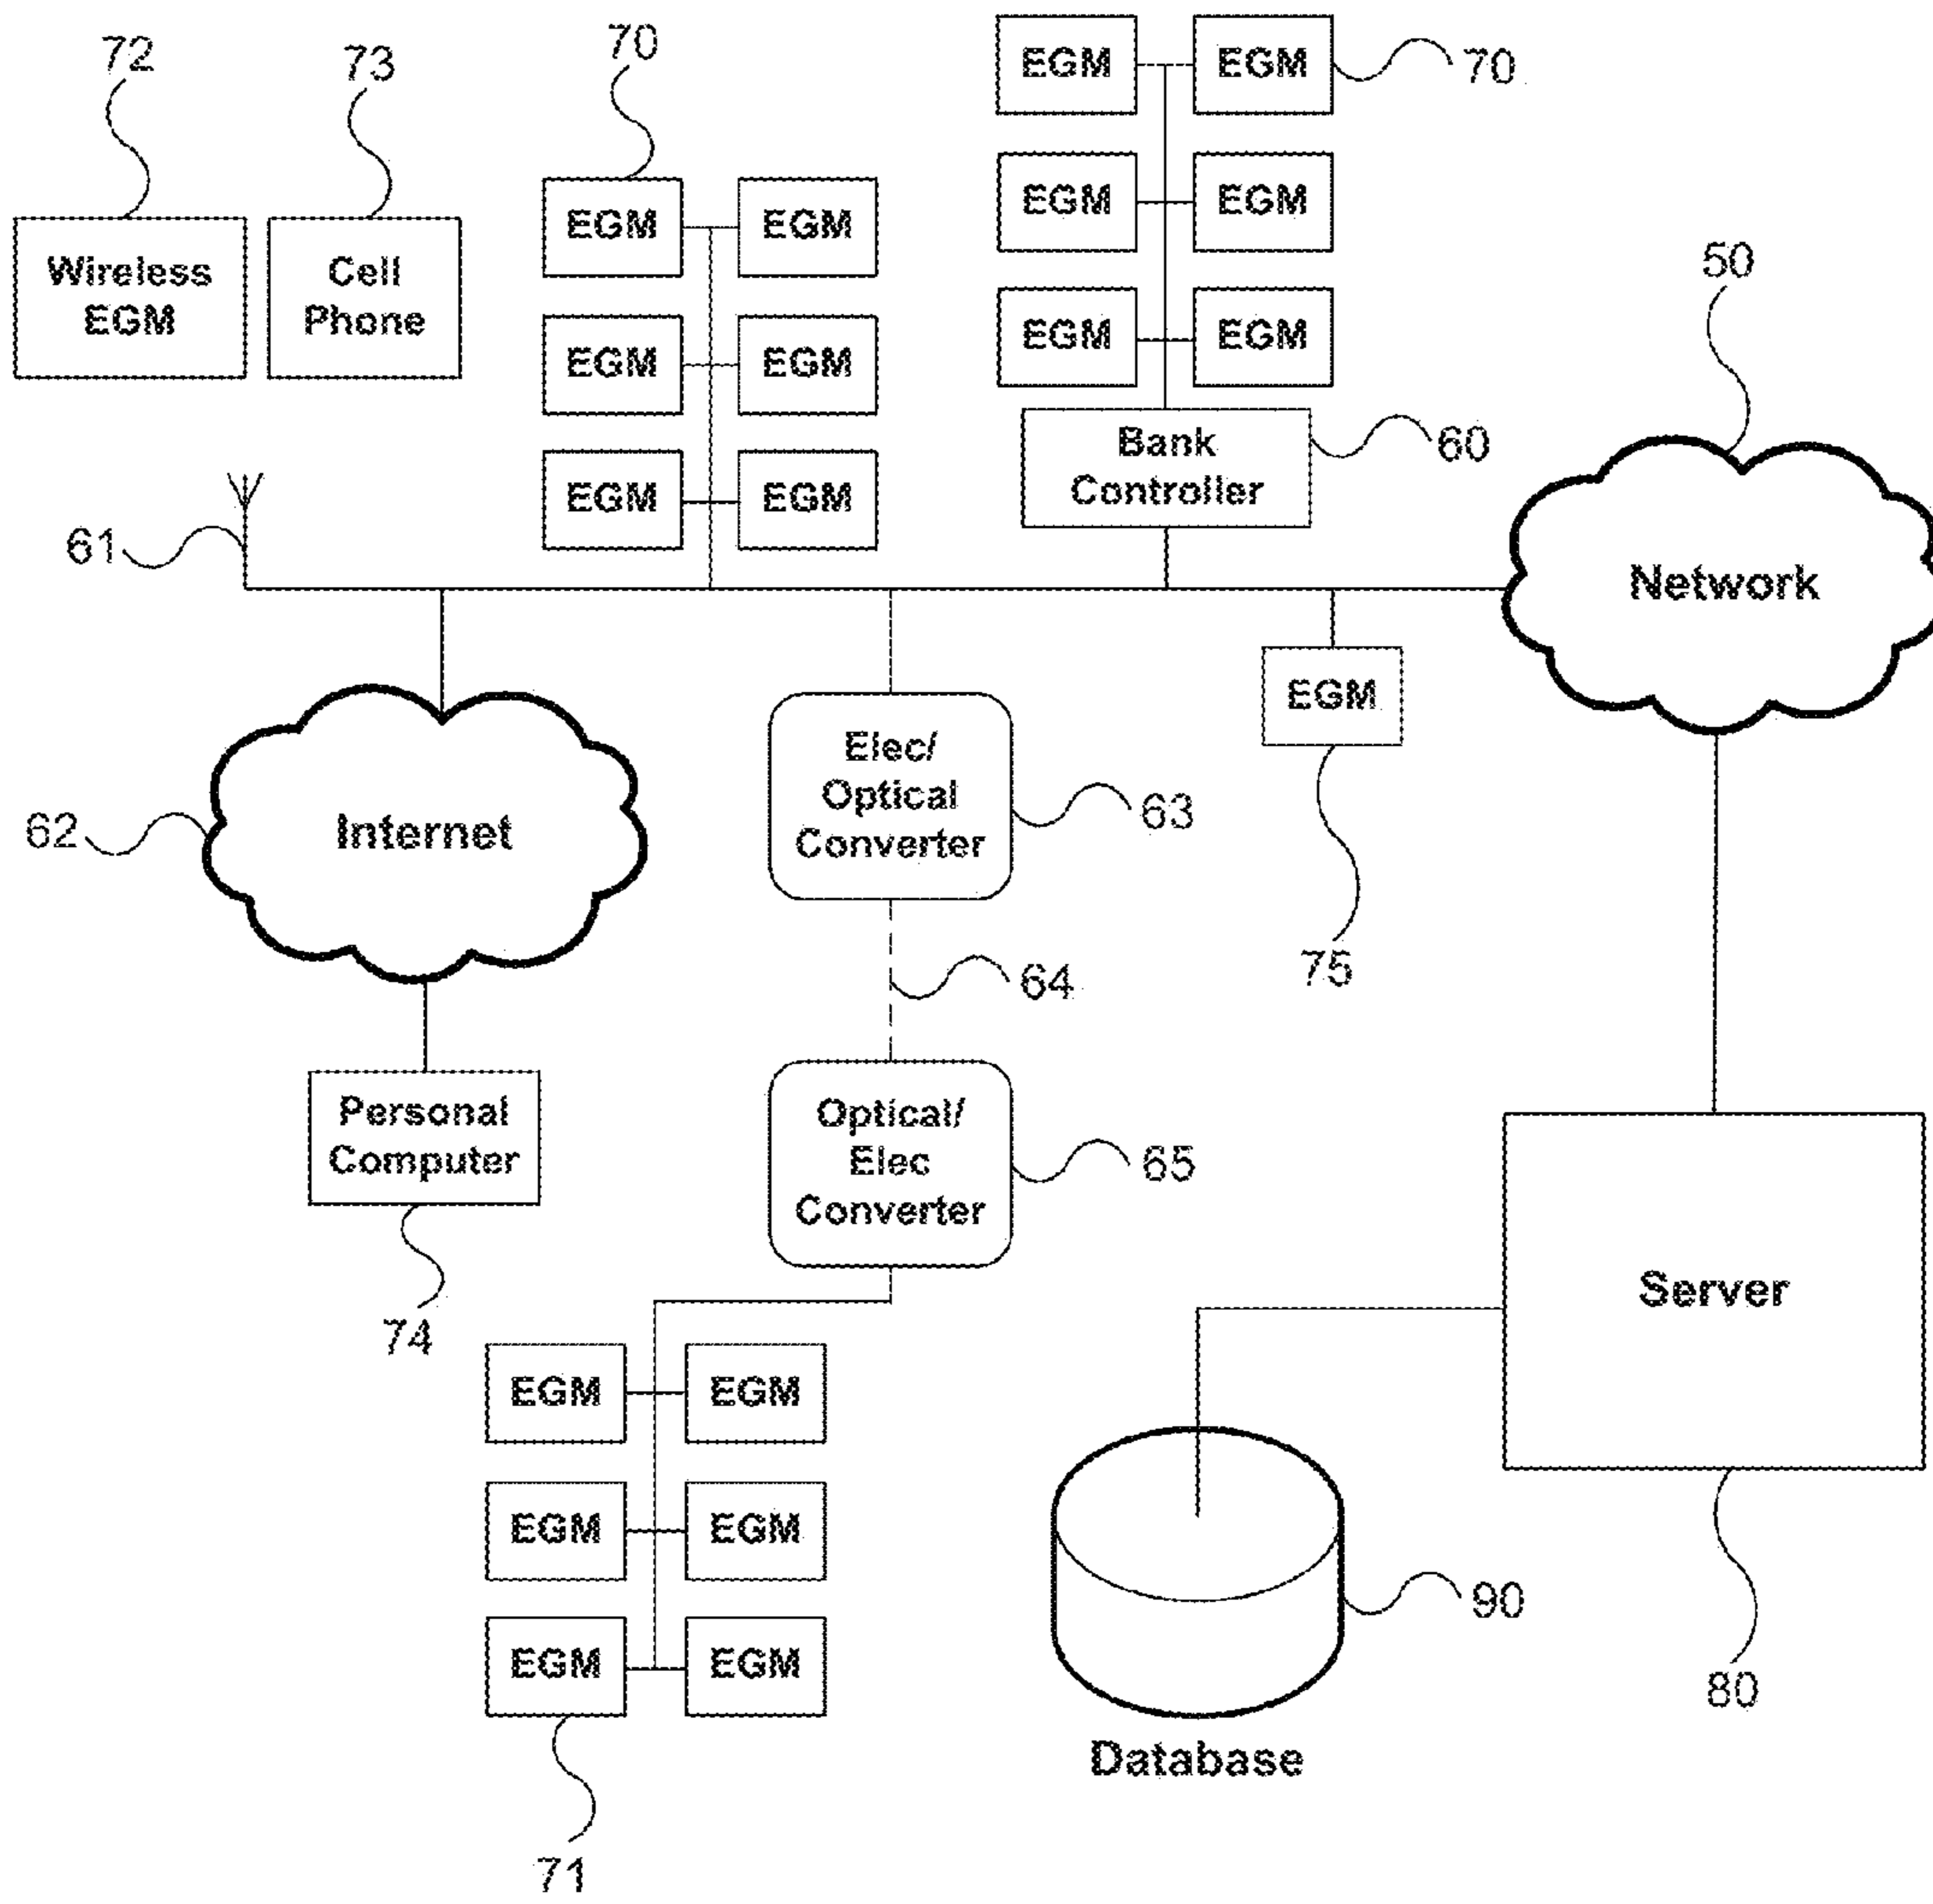 72
73
70
EGM
EGM
70
EGM
EGM
EGM
EGM
Wireless
EGM
Cell
Phone
EGM
EGM
EGM
EGM
EGM
EGM
EGM
EGM
50
Bank
Controller
60
61
Network
EGM
Elec/
Optical
Converter
63
62
Internet
75
64
Personal
Computer
Optical/
Elec
Converter
65
74
Server
EGM
EGM
EGM
EGM
EGM
EGM
90
80
Database
71